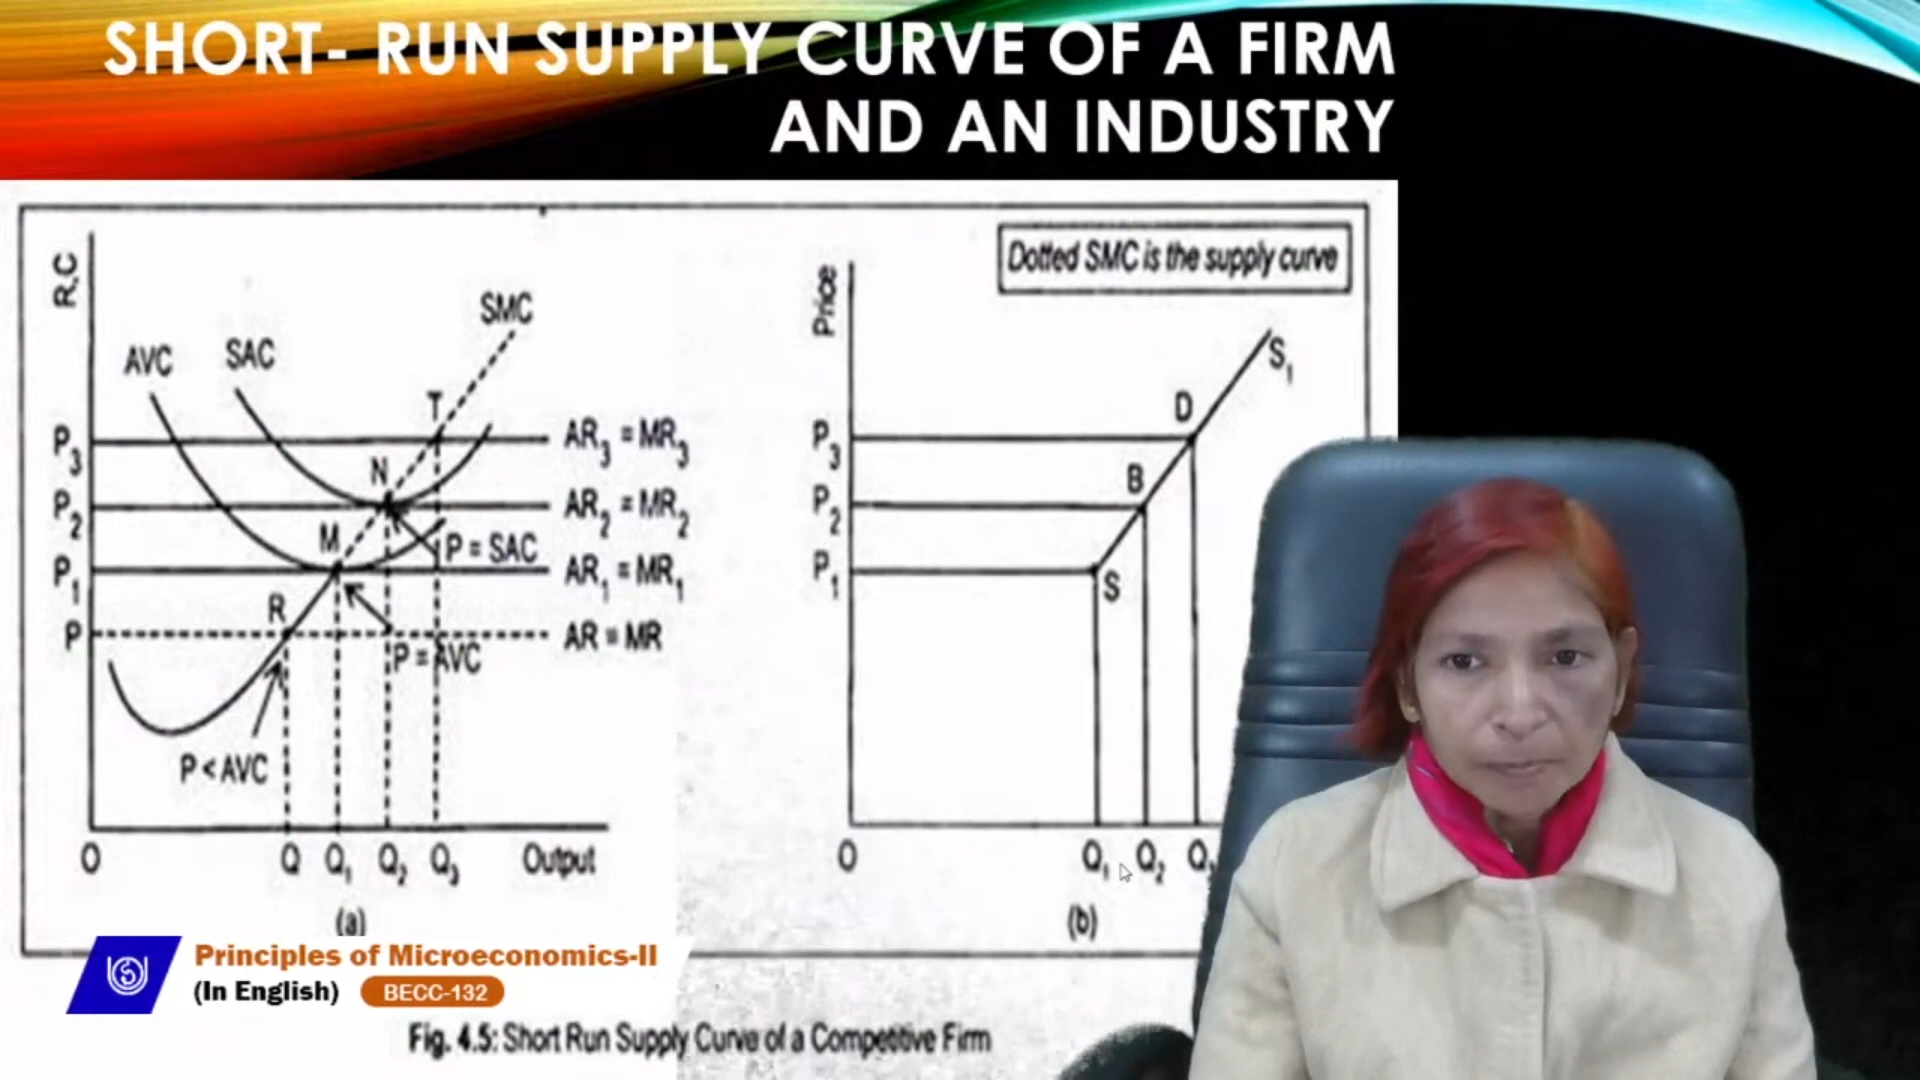 SHORT- RUN SUPPLY CURVE OF A FIRM
AND AN INDUSTRY
Dotted SMC is the supply curve
R,C
SMC
AVC
SAC
T
P3
AR3 = MR3
N
P2
AR2 = MR2
M
P = SAC
P1
AR1 = MR1
R
P
AR = MR
P = AVC
P < AVC
O
Q
Q1
Q2
Q3
Output
(a)
Price
S1
D
P3
B
P2
P1
S
O
Q1
Q2
(b)
Principles of Microeconomics-II
(In English)
BECC-132
Fig. 4.5: Short Run Supply Curve of a Competitive Firm